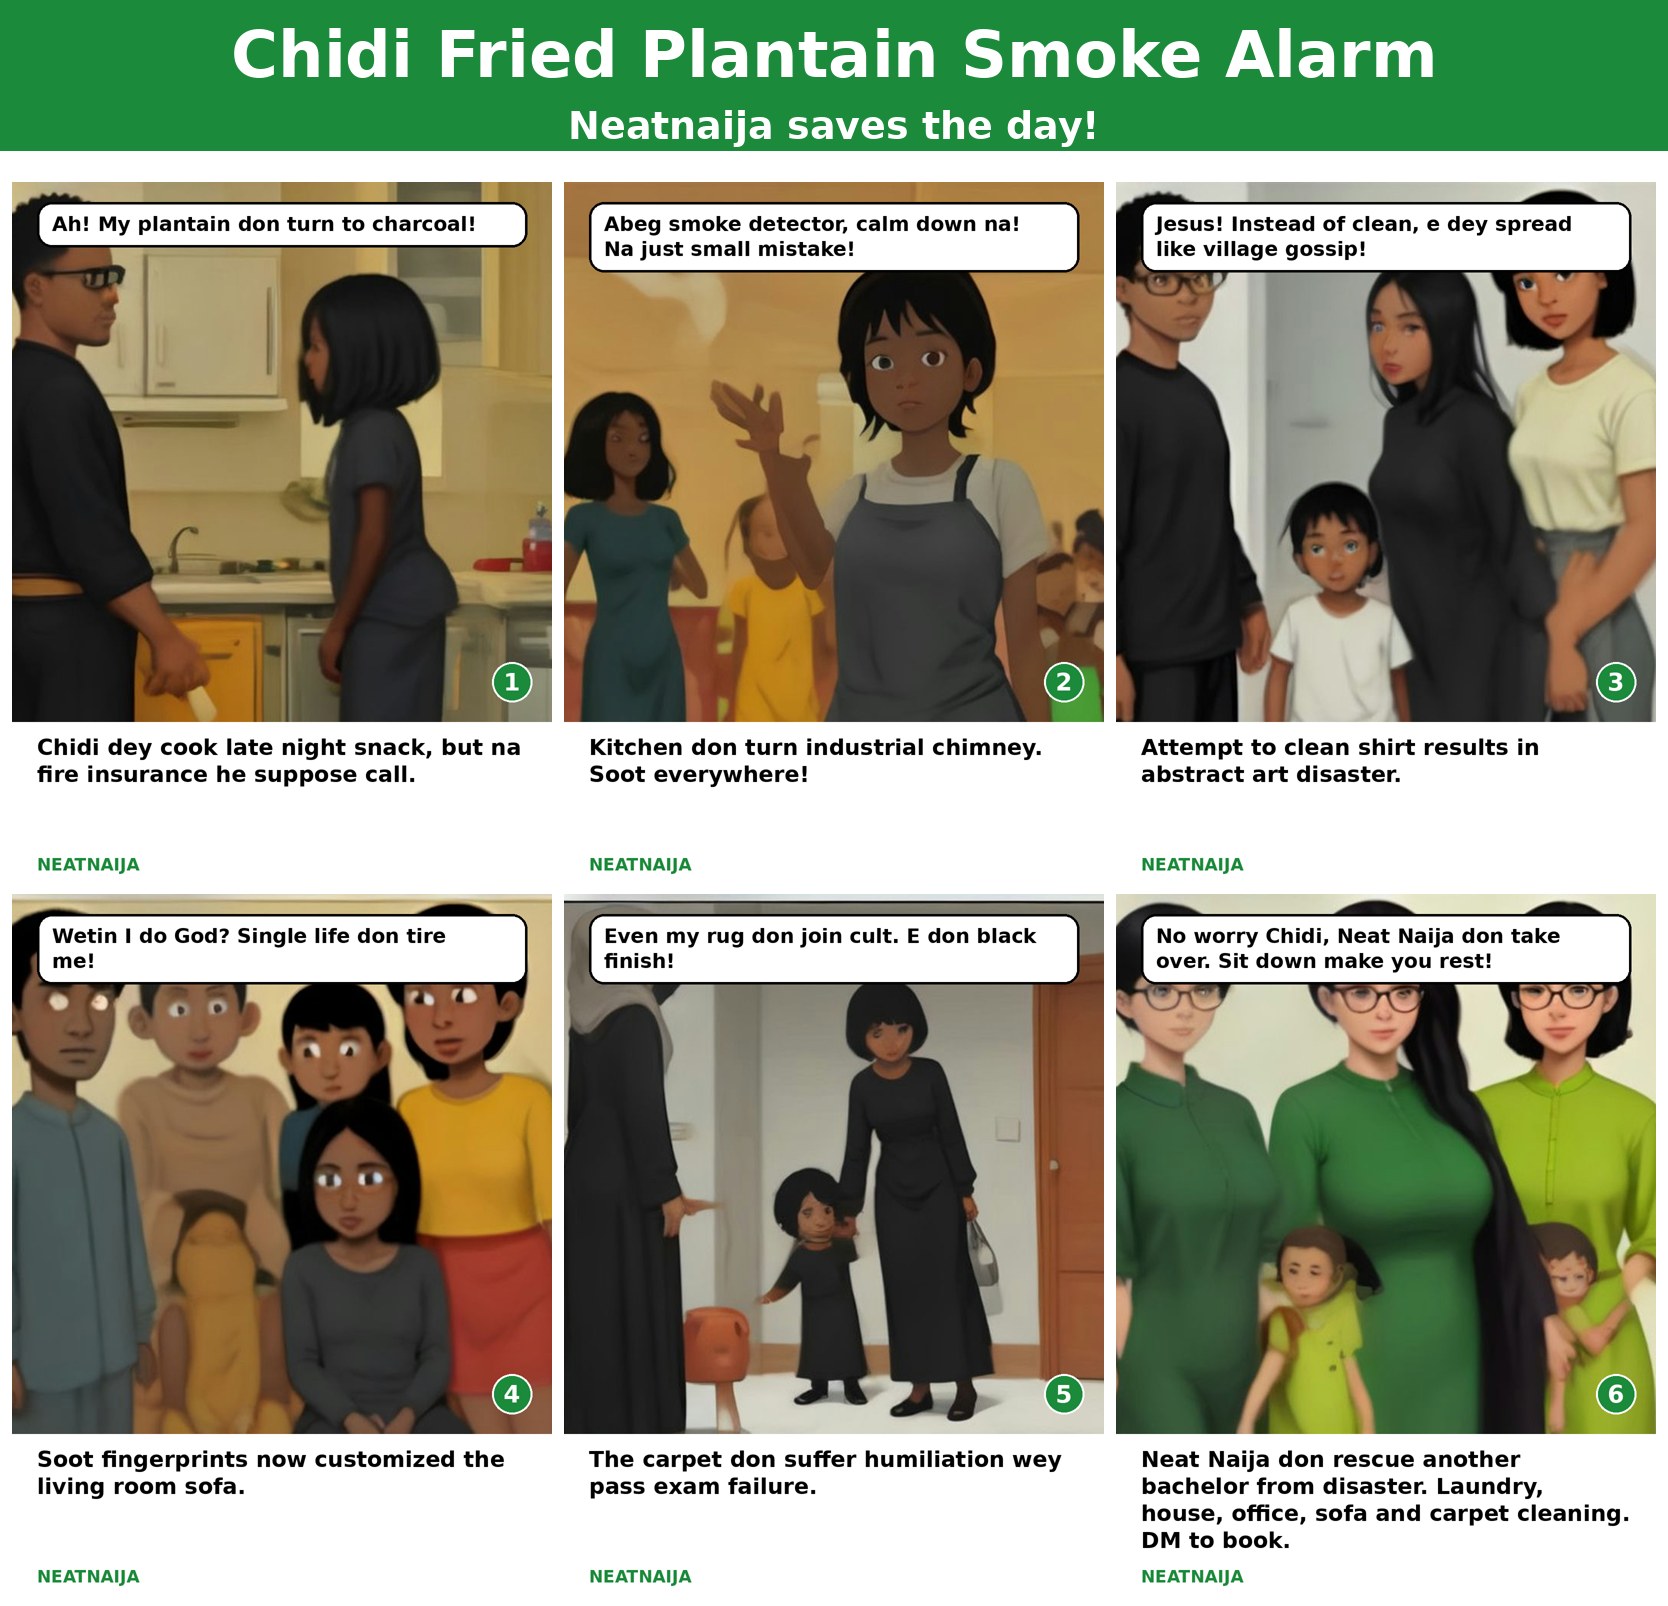 Chidi Fried Plantain Smoke Alarm
Neatnaija saves the day!
Ah! My plantain don turn to charcoal!
1
Chidi dey cook late night snack, but na
fire insurance he suppose call.
NEATNAIJA
Abeg smoke detector, calm down na!
Na just small mistake!
2
Kitchen don turn industrial chimney.
Soot everywhere!
NEATNAIJA
Jesus! Instead of clean, e dey spread
like village gossip!
3
Attempt to clean shirt results in
abstract art disaster.
NEATNAIJA
Wetin I do God? Single life don tire
me!
4
Soot fingerprints now customized the
living room sofa.
NEATNAIJA
Even my rug don join cult. E don black
finish!
5
The carpet don suffer humiliation wey
pass exam failure.
NEATNAIJA
No worry Chidi, Neat Naija don take
over. Sit down make you rest!
6
Neat Naija don rescue another
bachelor from disaster. Laundry,
house, office, sofa and carpet cleaning.
DM to book.
NEATNAIJA